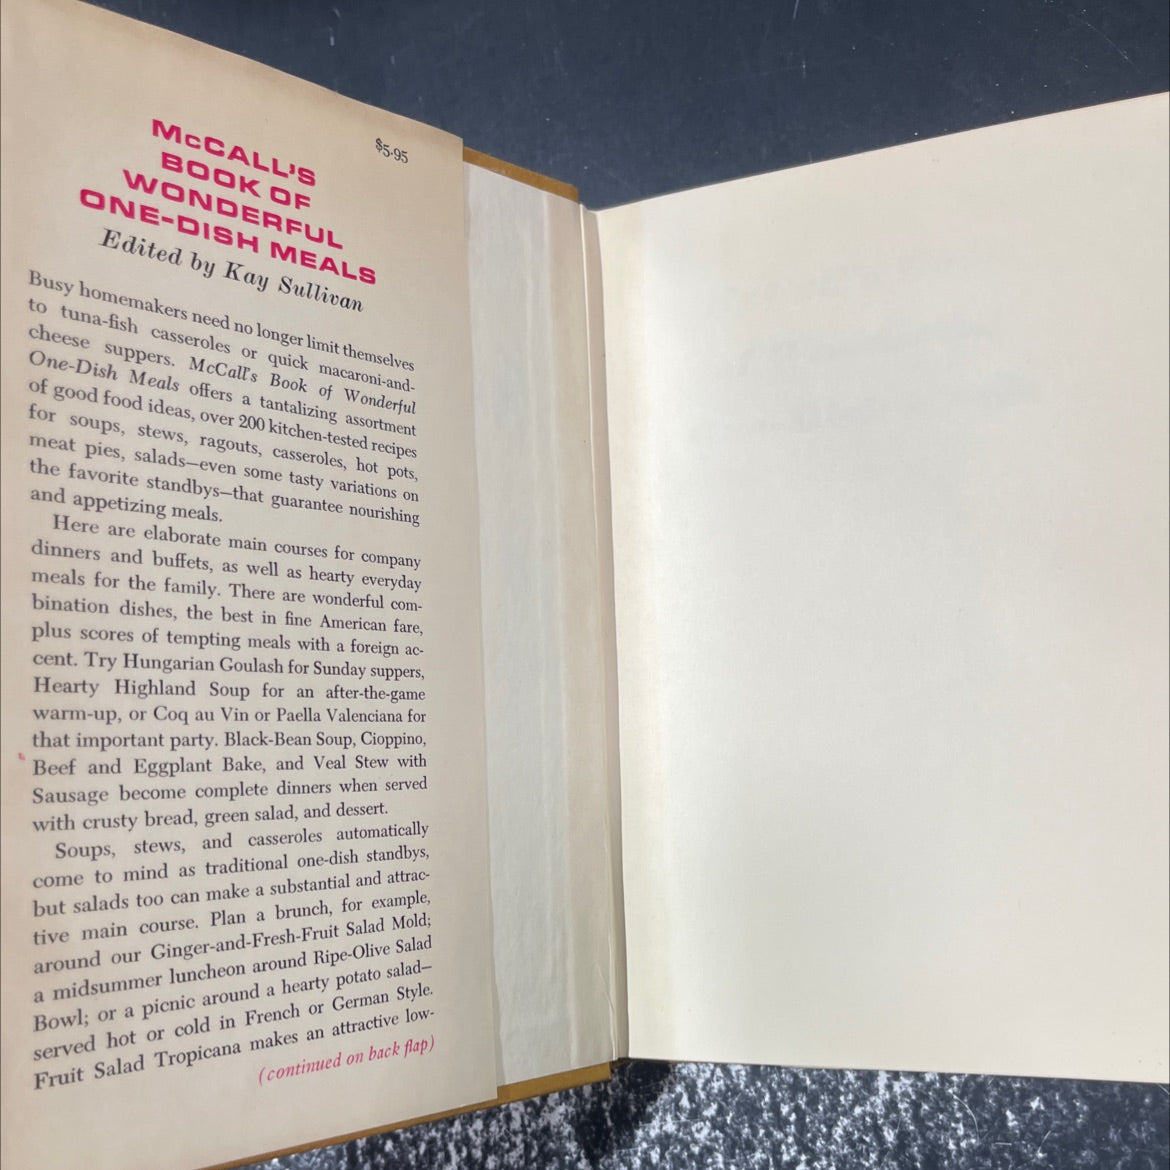 $5.95
McCALL'S
BOOK OF
WONDERFUL
ONE-DISH MEALS
Edited by Kay Sullivan
Busy homemakers need no longer limit themselves
to tuna-fish casseroles or quick macaroni-and-
cheese suppers. McCall's Book of Wonderful
One-Dish Meals offers a tantalizing assortment
of good food ideas, over 200 kitchen-tested recipes
for soups, stews, ragouts, casseroles, hot pots,
meat pies, salads—even some tasty variations on
the favorite standbys—that guarantee nourishing
and appetizing meals.
Here are elaborate main courses for company
dinners and buffets, as well as hearty everyday
meals for the family. There are wonderful com-
bination dishes, the best in fine American fare,
plus scores of tempting meals with a foreign ac-
cent. Try Hungarian Goulash for Sunday suppers,
Hearty Highland Soup for an after-the-game
warm-up, or Coq au Vin or Paella Valenciana for
that important party. Black-Bean Soup, Cioppino,
Beef and Eggplant Bake, and Veal Stew with
Sausage become complete dinners when served
with crusty bread, green salad, and dessert.
Soups, stews, and casseroles automatically
come to mind as traditional one-dish standbys,
but salads too can make a substantial and attrac-
tive main course. Plan a brunch, for example,
around our Ginger-and-Fresh-Fruit Salad Mold;
a midsummer luncheon around Ripe-Olive Salad
Bowl; or a picnic around a hearty potato salad—
served hot or cold in French or German Style.
Fruit Salad Tropicana makes an attractive low-
(continued on back flap)